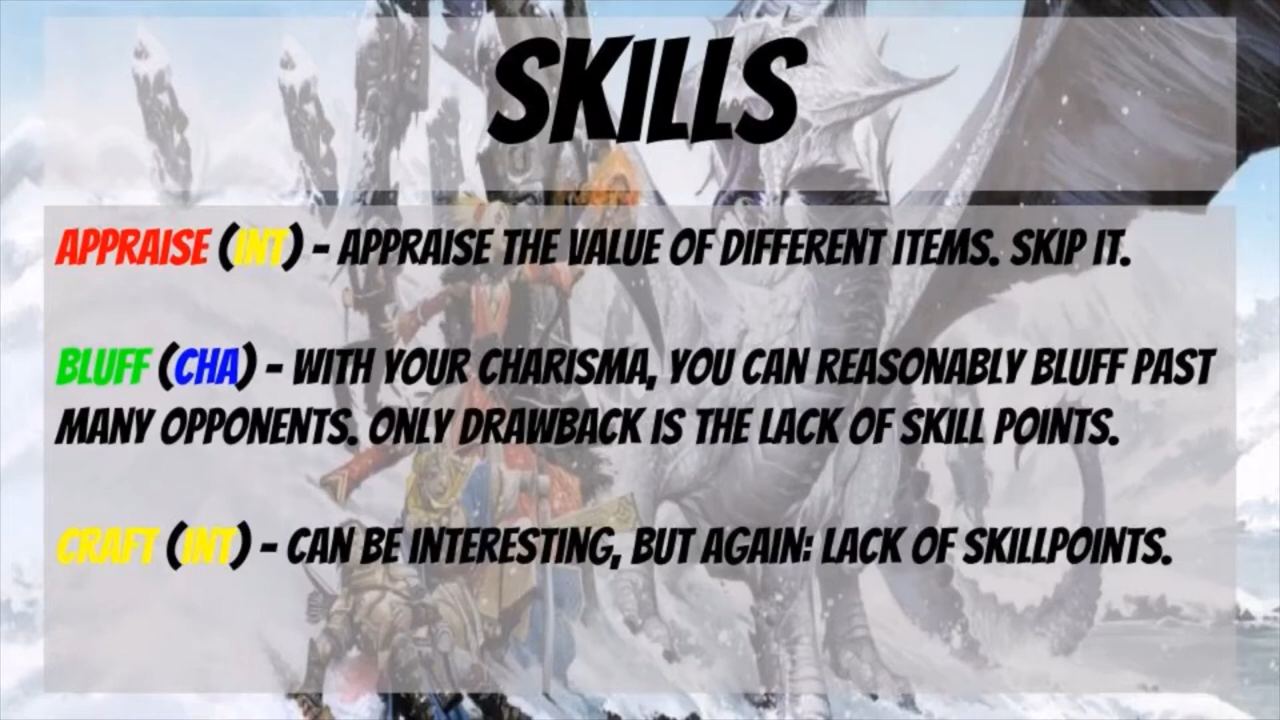 SKILLS
APPRAISE (INT) - APPRAISE THE VALUE OF DIFFERENT ITEMS. SKIP IT.
BLUFF (CHA) - WITH YOUR CHARISMA, YOU CAN REASONABLY BLUFF PAST
MANY OPPONENTS. ONLY DRAWBACK IS THE LACK OF SKILL POINTS.
CRAFT (INT) - CAN BE INTERESTING, BUT AGAIN: LACK OF SKILLPOINTS.